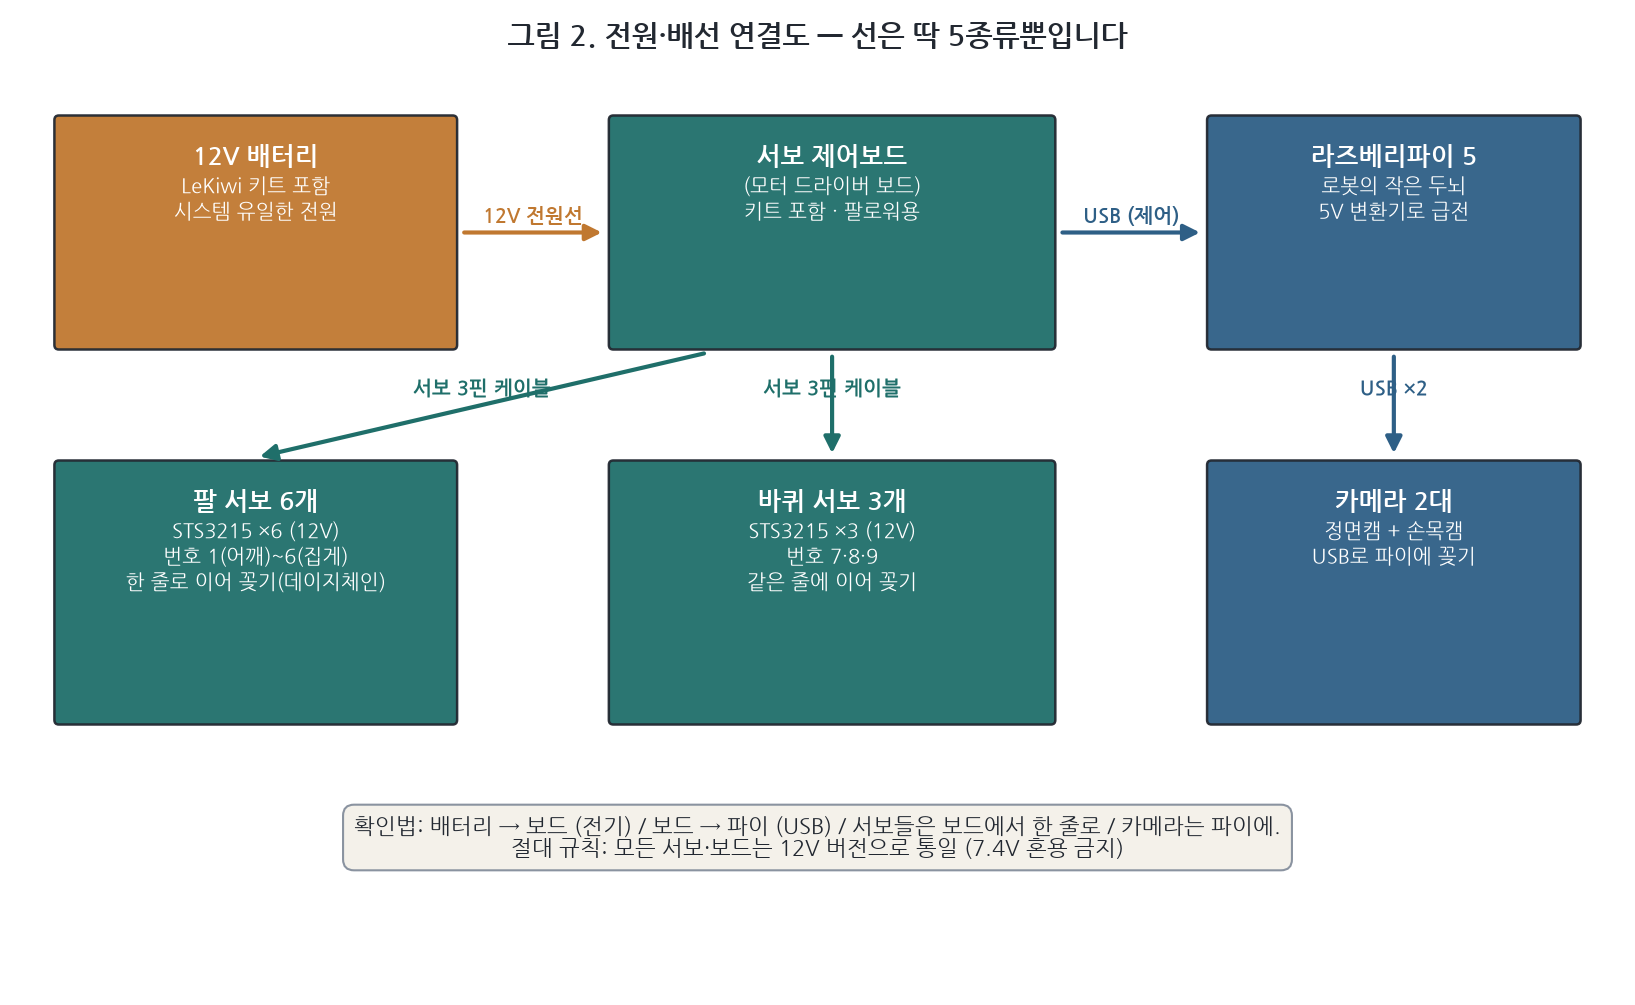 그림 2. 전원·배선 연결도 — 선은 딱 5종류뿐입니다
12V 배터리
LeKiwi 키트 포함
시스템 유일한 전원
12V 전원선
서보 제어보드
(모터 드라이버 보드)
키트 포함 · 팔로워용
USB (제어)
라즈베리파이 5
로봇의 작은 두뇌
5V 변환기로 급전
서보 3핀 케이블
서보 3핀 케이블
USB ×2
팔 서보 6개
STS3215 ×6 (12V)
번호 1(어깨)~6(집게)
한 줄로 이어 꽂기(데이지체인)
바퀴 서보 3개
STS3215 ×3 (12V)
번호 7·8·9
같은 줄에 이어 꽂기
카메라 2대
정면캠 + 손목캠
USB로 파이에 꽂기
확인법: 배터리 → 보드 (전기) / 보드 → 파이 (USB) / 서보들은 보드에서 한 줄로 / 카메라는 파이에.
절대 규칙: 모든 서보·보드는 12V 버전으로 통일 (7.4V 혼용 금지)